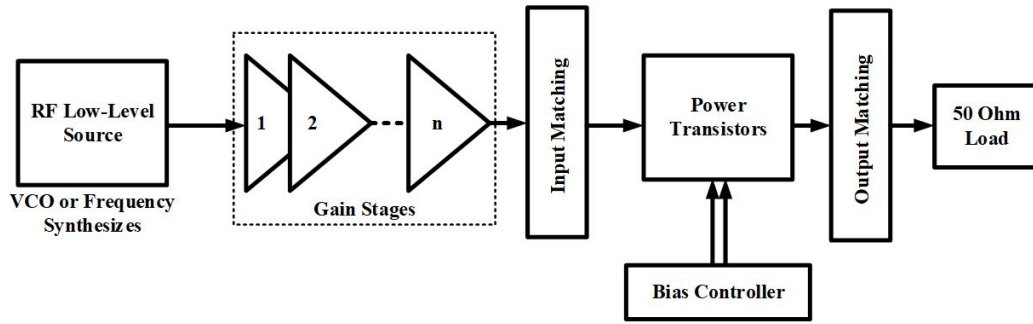 RF Low-Level
Source
VCO or Frequency
Synthesizes
1
2
n
Gain Stages
Input Matching
Power
Transistors
Bias Controller
Output Matching
50 Ohm
Load